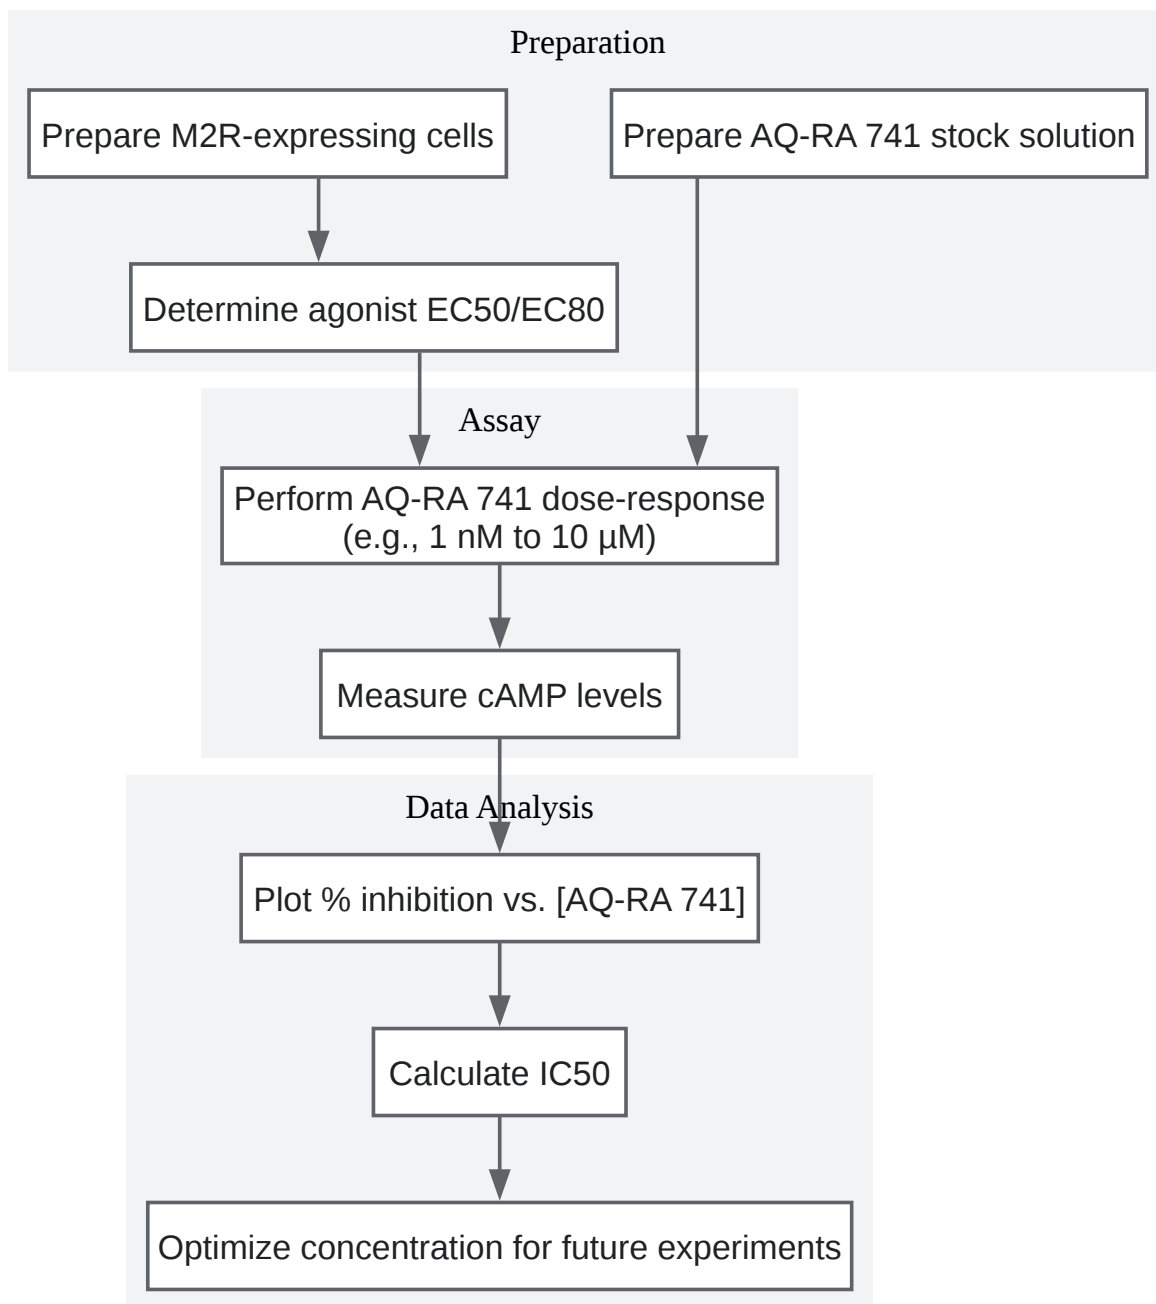 Preparation
Prepare M2R-expressing cells
Prepare AQ-RA 741 stock solution
Determine agonist EC50/EC80
Assay
Perform AQ-RA 741 dose-response
(e.g., 1 nM to 10 µM)
Measure cAMP levels
Data Analysis
Plot % inhibition vs. [AQ-RA 741]
Calculate IC50
Optimize concentration for future experiments